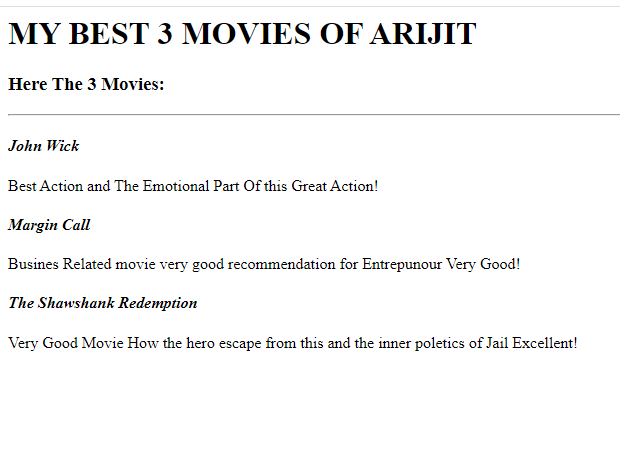 MY BEST 3 MOVIES OF ARIJIT
Here The 3 Movies:
John Wick
Best Action and The Emotional Part Of this Great Action!
Margin Call
Busines Related movie very good recommendation for Entrepunour Very Good!
The Shawshank Redemption
Very Good Movie How the hero escape from this and the inner poletics of Jail Excellent!